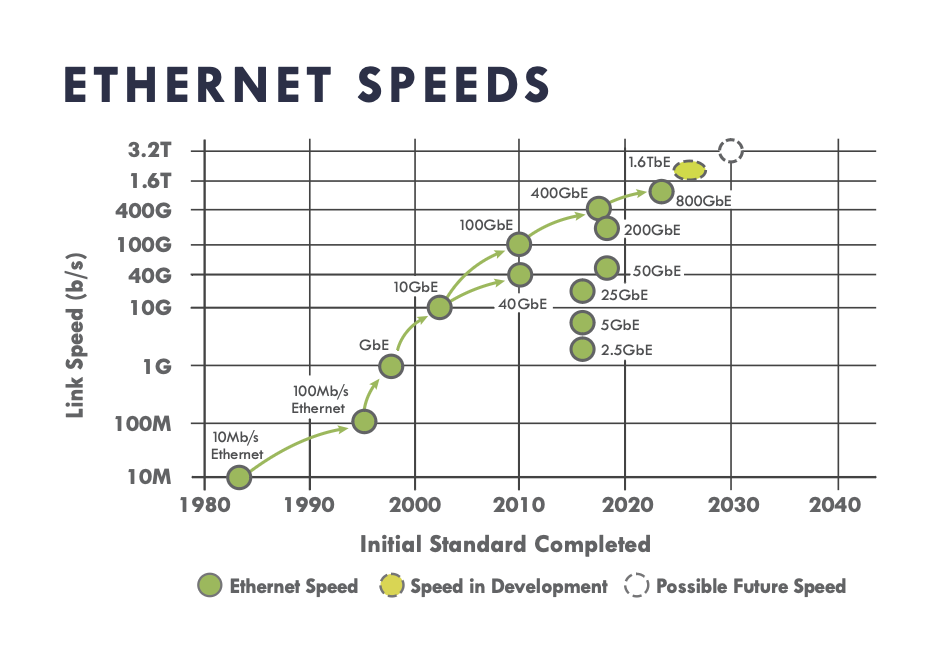 ETHERNET SPEEDS
3.2T
1.6T
400G
100G
40G
10G
1G
100M
10M
Link Speed (b/s)
1.6TbE
800GbE
400GbE
200GbE
100GbE
50GbE
40GbE
25GbE
10GbE
5GbE
2.5GbE
GbE
100Mb/s
Ethernet
10Mb/s
Ethernet
1980 1990 2000 2010 2020 2030 2040
Initial Standard Completed
Ethernet Speed Speed in Development Possible Future Speed